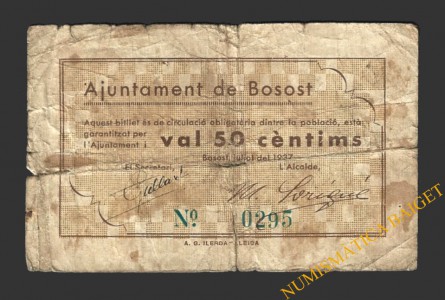 Ajuntament de Bosost
Aquest bitllet és de circulació obligatòria dintre la població, està
garantitzat per
l'Ajuntament i val 50 cèntims
Bosost, juliol del 1937
El Secretari, L'Alcalde,
Nº 0295
A. G. ILERDA - LLEIDA
NUMISMATICA PUIGET